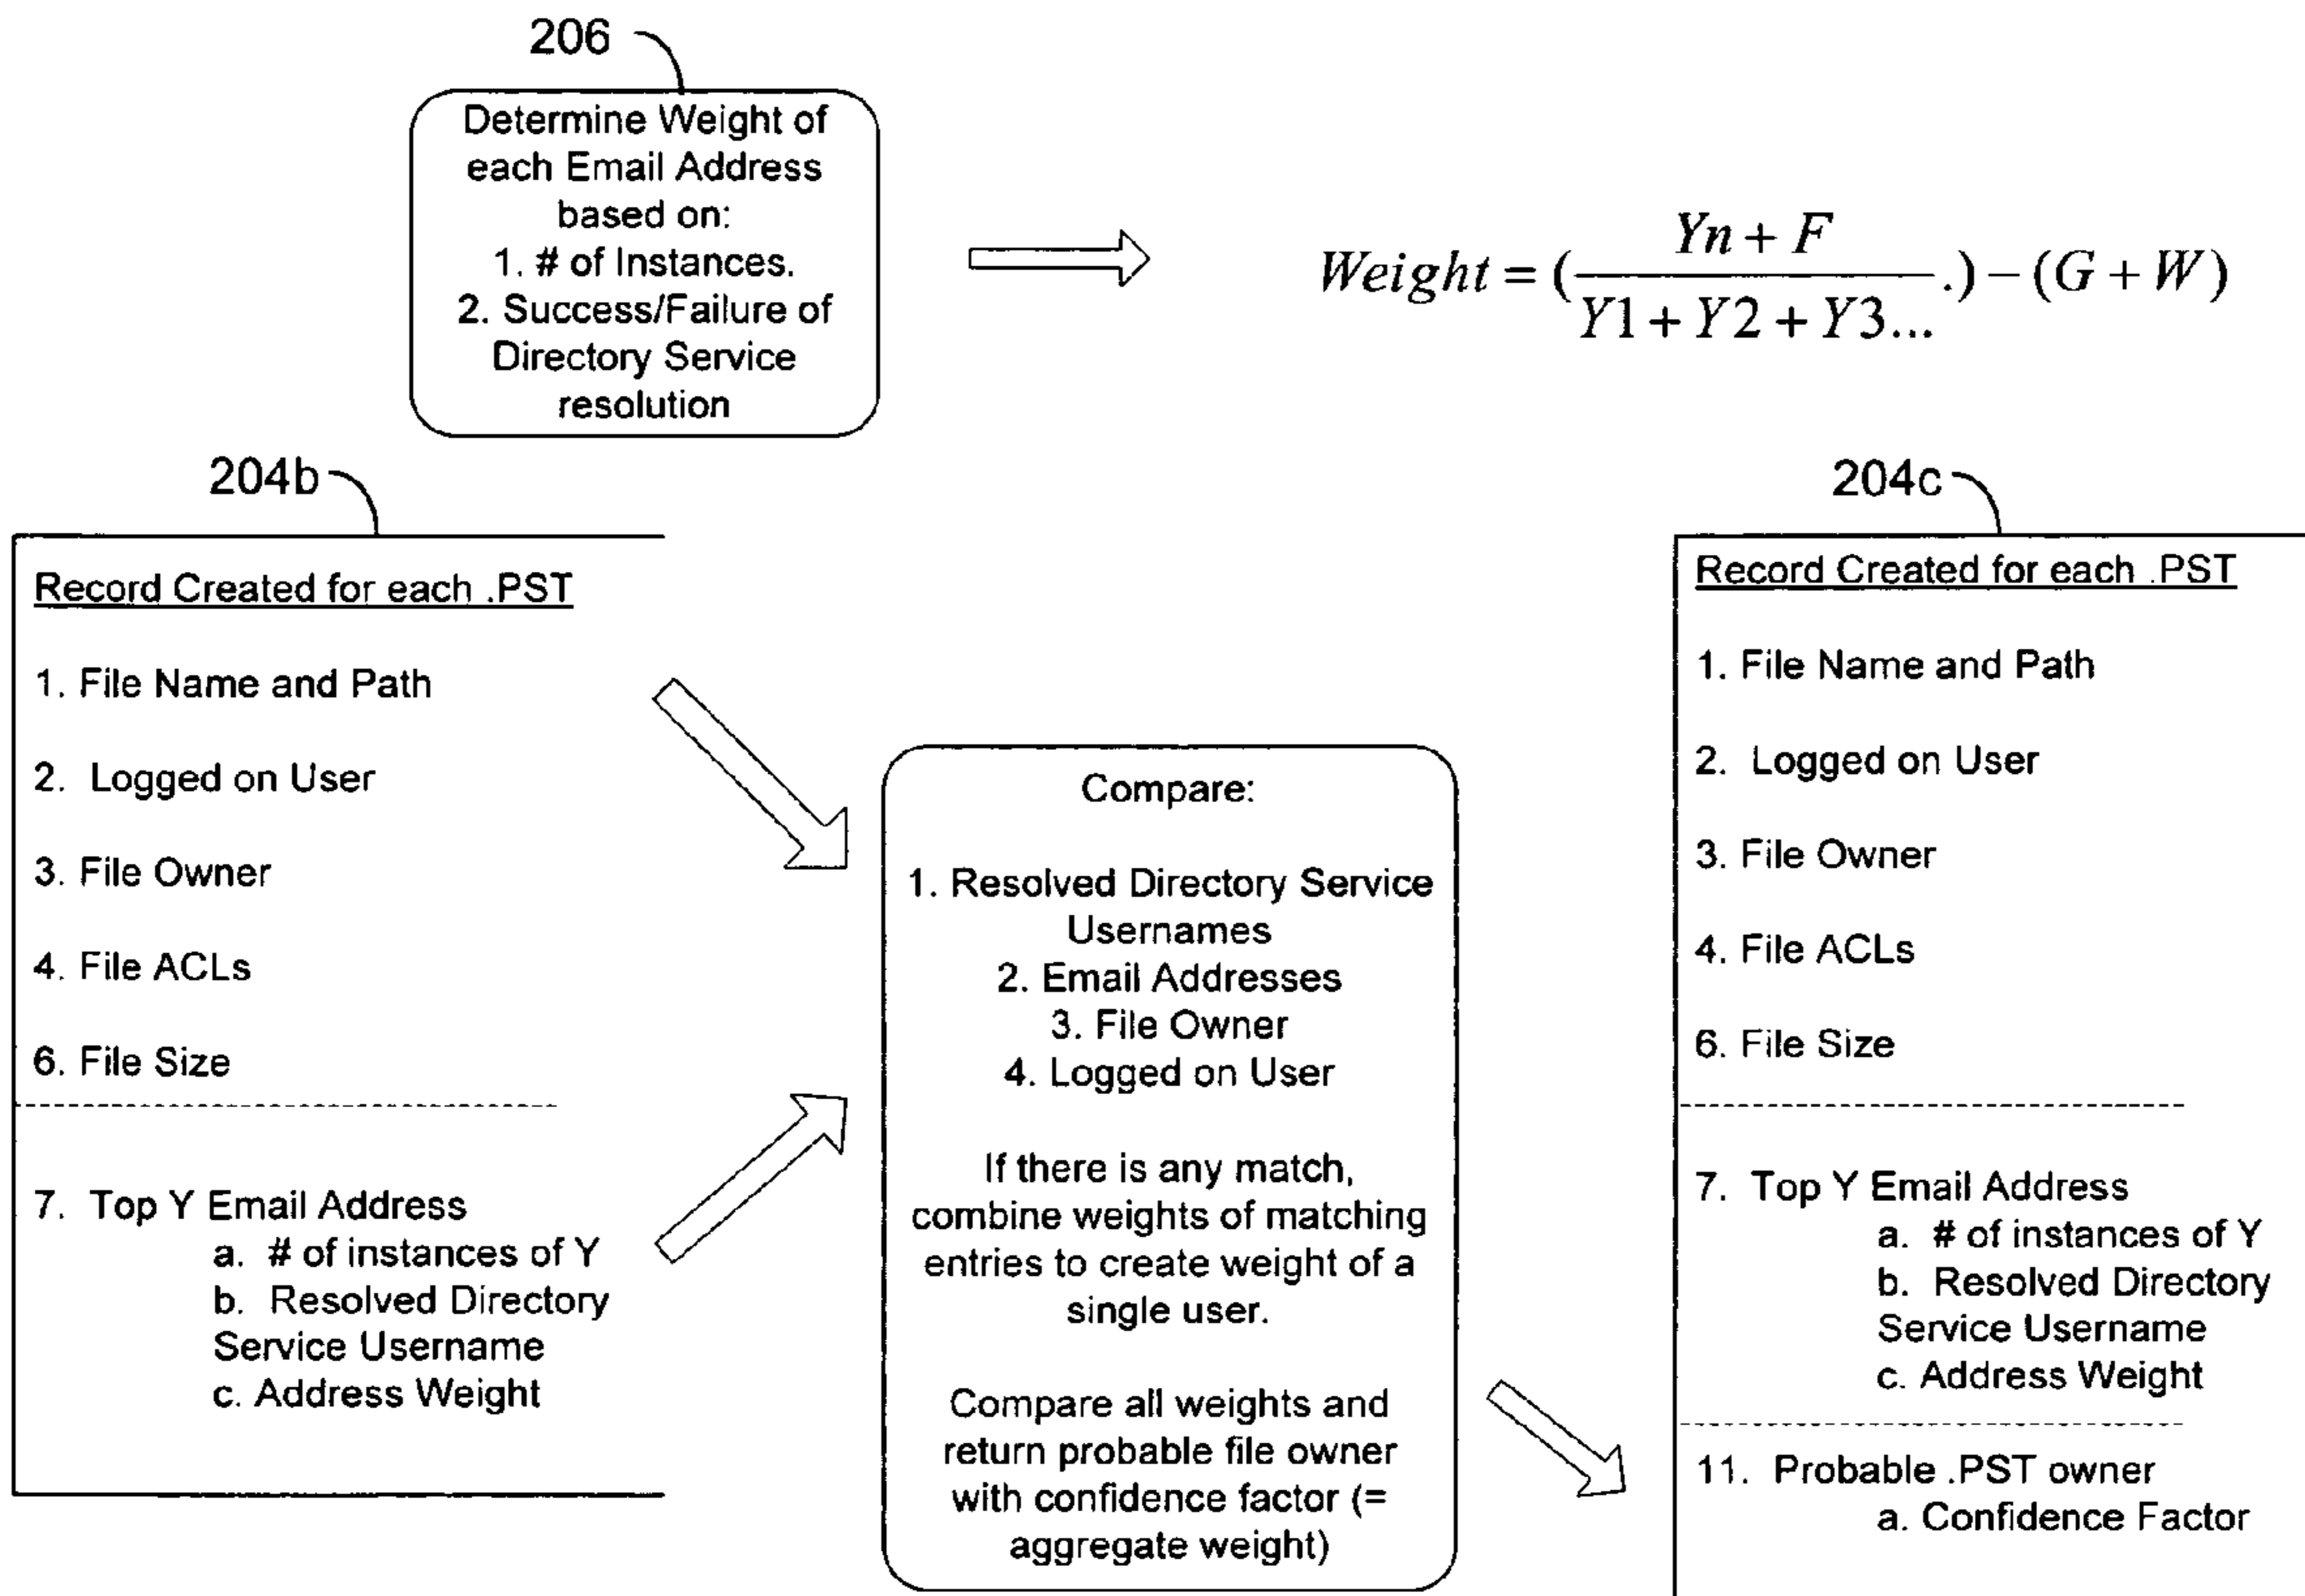 206
Determine Weight of
each Email Address
based on:
1. # of Instances.
2. Success/Failure of
Directory Service
resolution
Weight = (Yn + F / Y1 + Y2 + Y3... .) – (G + W)
204b
Record Created for each .PST
1. File Name and Path
2. Logged on User
3. File Owner
4. File ACLs
6. File Size
7. Top Y Email Address
a. # of instances of Y
b. Resolved Directory
Service Username
c. Address Weight
Compare:
1. Resolved Directory Service
Usernames
2. Email Addresses
3. File Owner
4. Logged on User
If there is any match,
combine weights of matching
entries to create weight of a
single user.
Compare all weights and
return probable file owner
with confidence factor (=
aggregate weight)
204c
Record Created for each .PST
1. File Name and Path
2. Logged on User
3. File Owner
4. File ACLs
6. File Size
7. Top Y Email Address
a. # of instances of Y
b. Resolved Directory
Service Username
c. Address Weight
11. Probable .PST owner
a. Confidence Factor